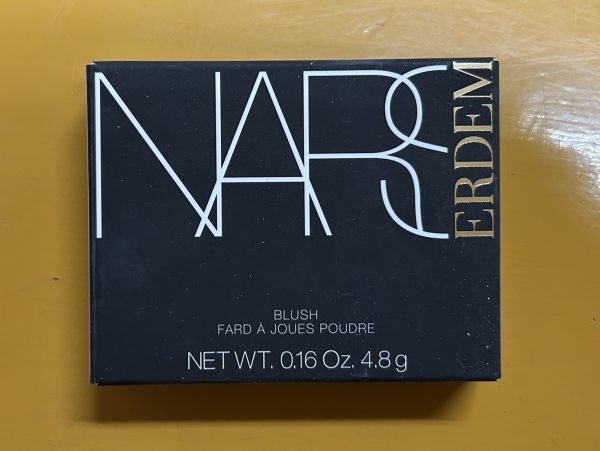 NARS
ERDEM
BLUSH
FARD À JOUES POUDRE
NET WT. 0.16 Oz. 4.8 g